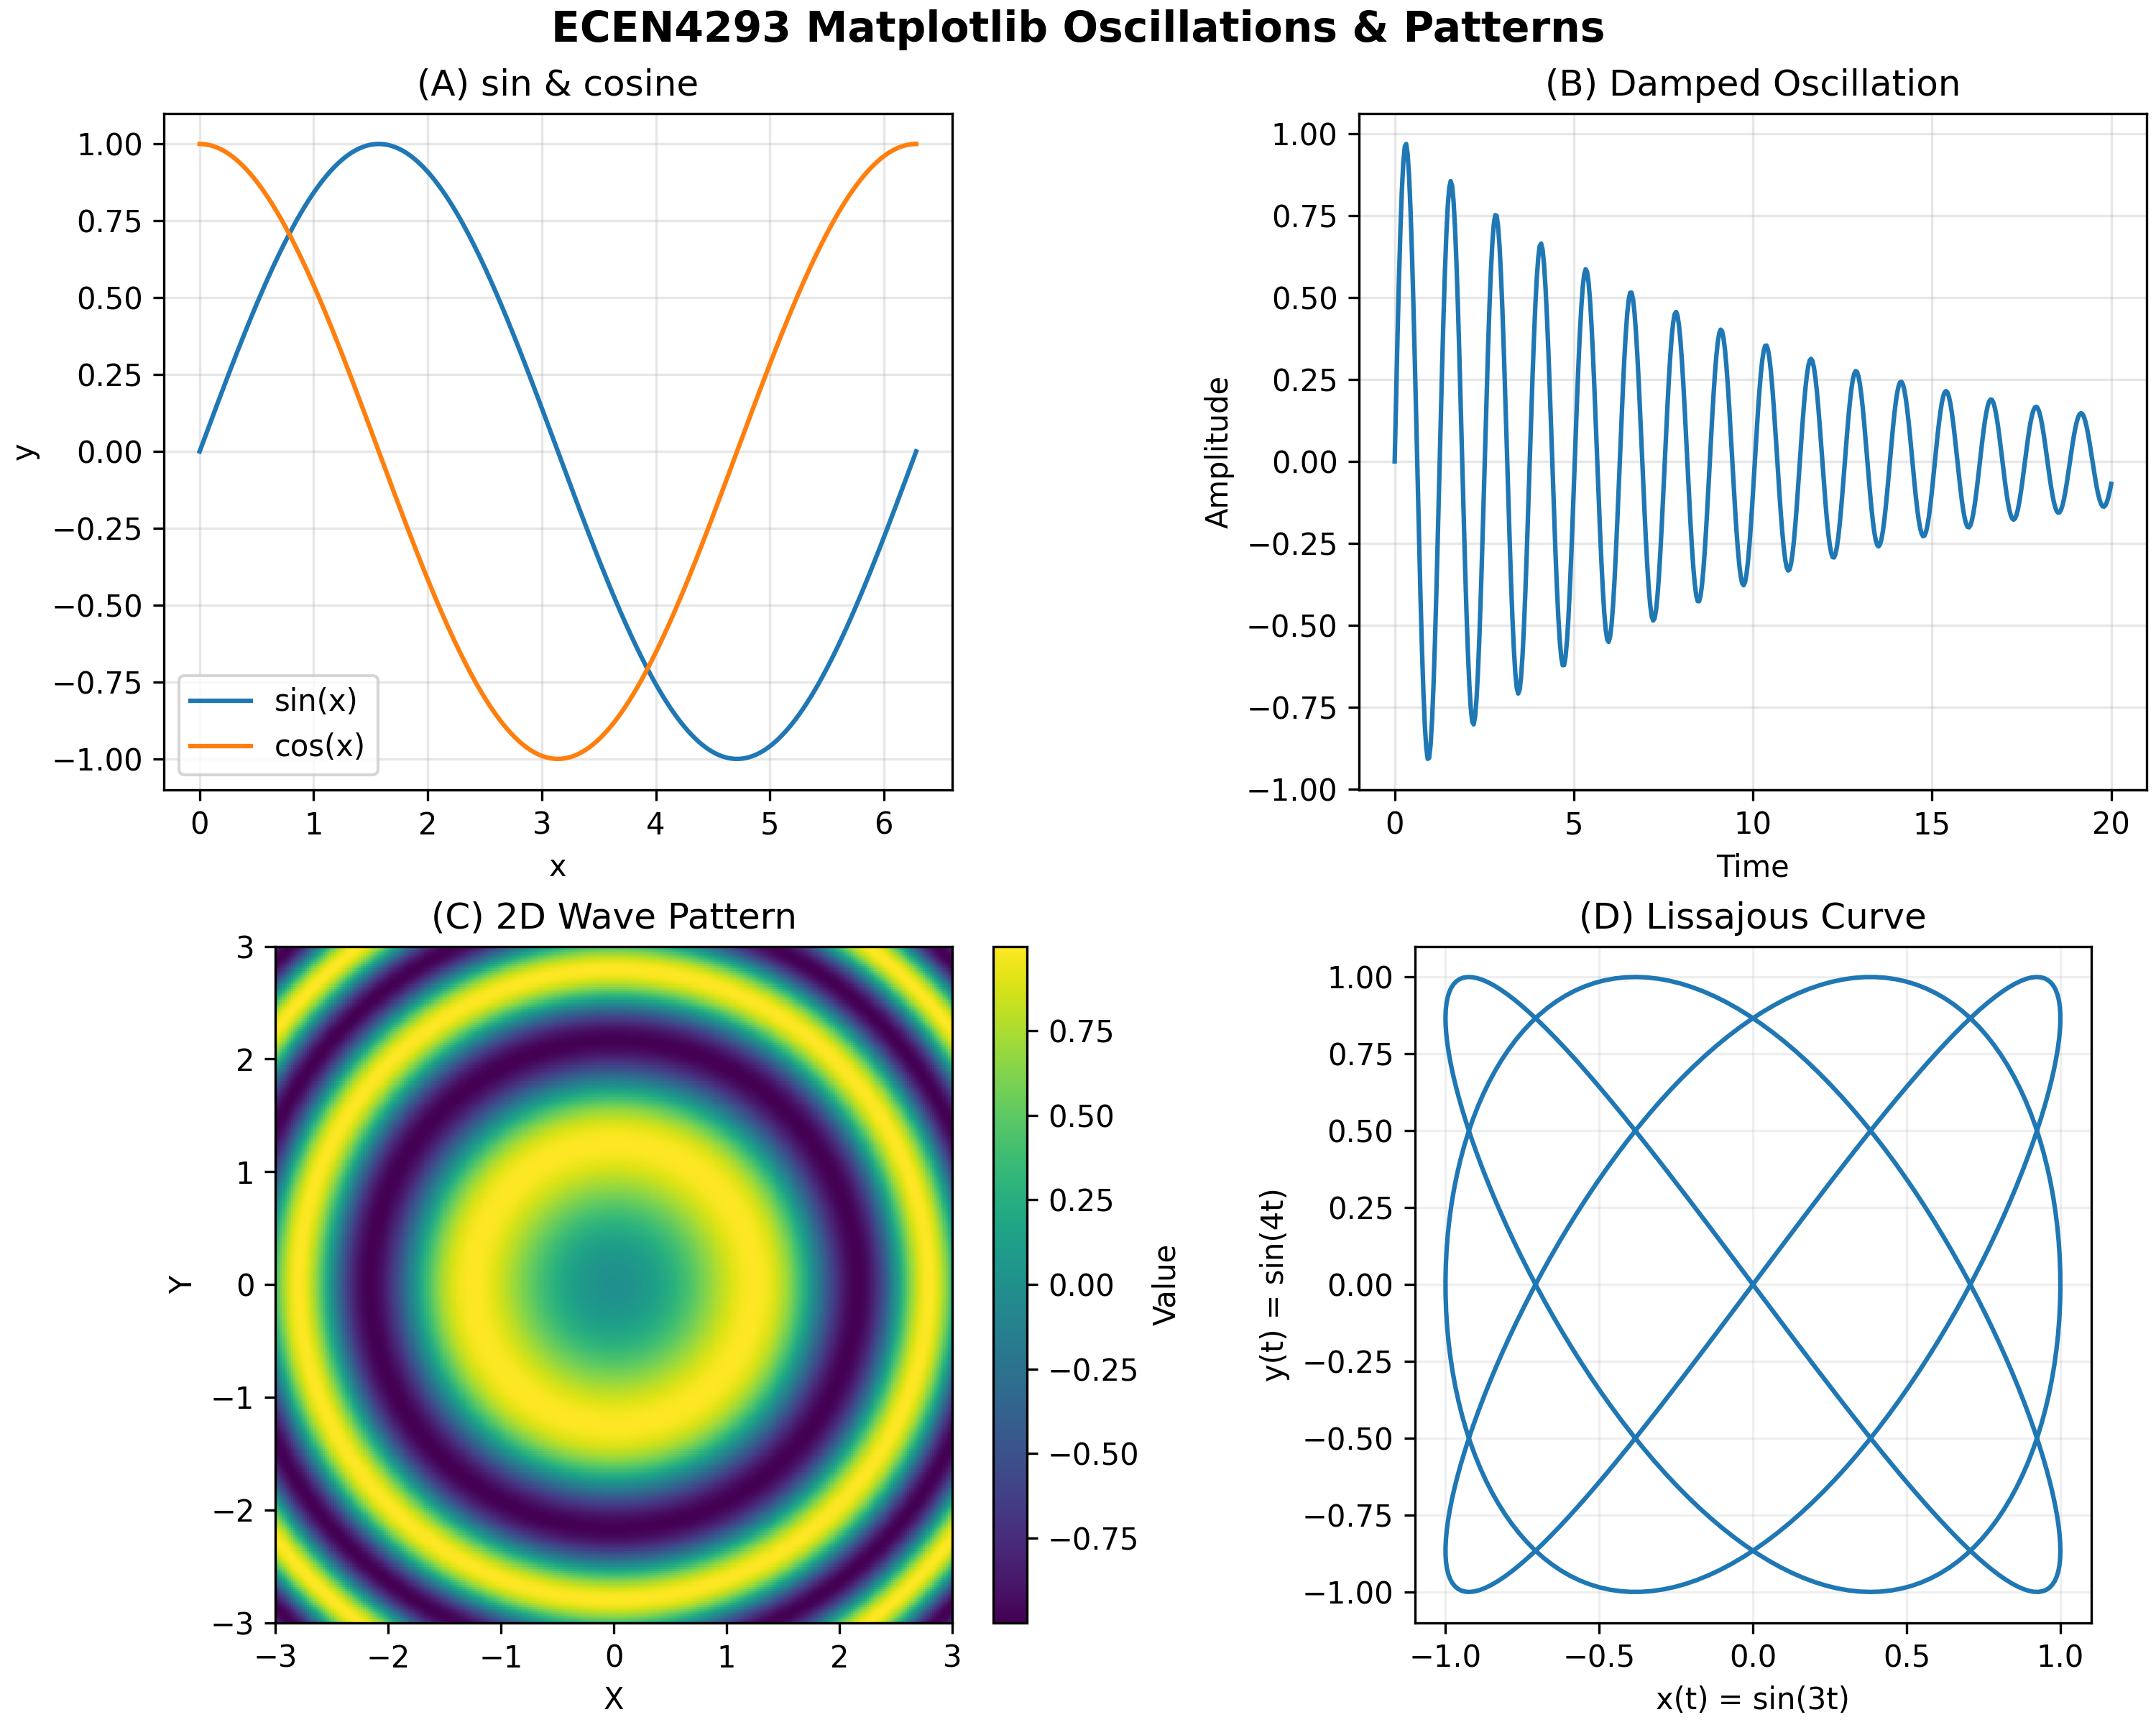 ECEN4293 Matplotlib Oscillations & Patterns
(A) sin & cosine
1.00
0.75
0.50
0.25
0.00
−0.25
−0.50
−0.75
−1.00
y
sin(x)
cos(x)
0 1 2 3 4 5 6
x
(B) Damped Oscillation
1.00
0.75
0.50
0.25
0.00
−0.25
−0.50
−0.75
−1.00
Amplitude
0 5 10 15 20
Time
(C) 2D Wave Pattern
3
2
1
0
−1
−2
−3
Y
−3 −2 −1 0 1 2 3
X
0.75
0.50
0.25
0.00
−0.25
−0.50
−0.75
Value
(D) Lissajous Curve
1.00
0.75
0.50
0.25
0.00
−0.25
−0.50
−0.75
−1.00
y(t) = sin(4t)
−1.0 −0.5 0.0 0.5 1.0
x(t) = sin(3t)